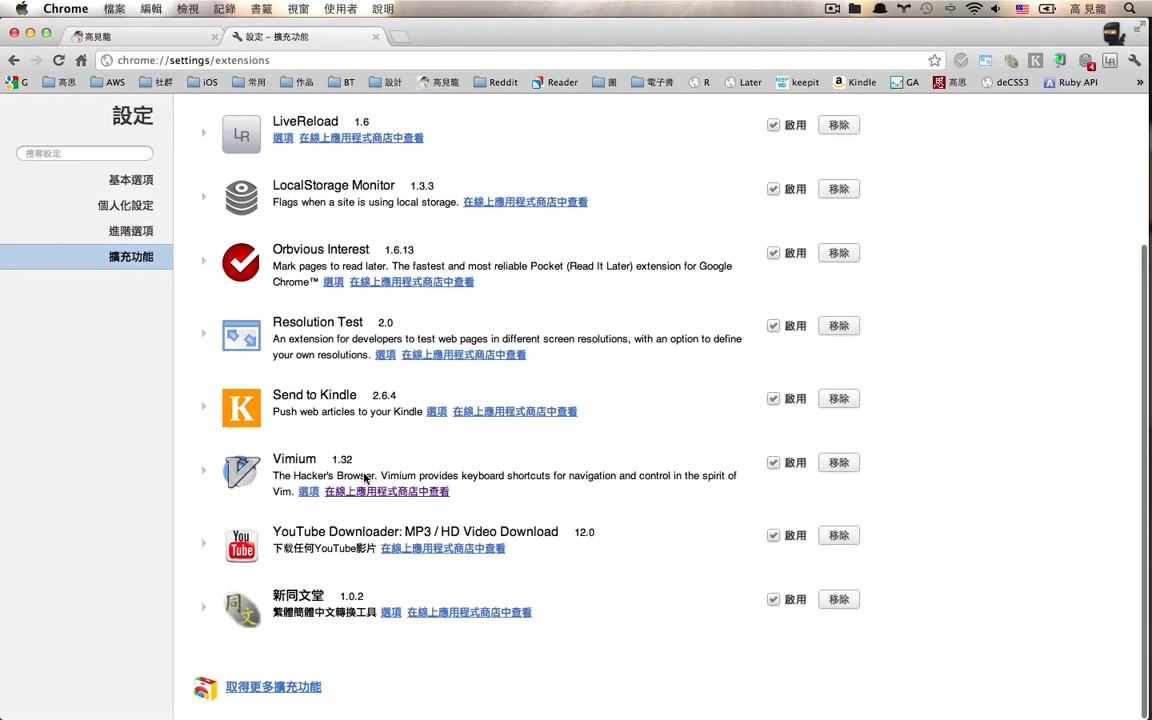 Chrome 檔案 編輯 檢視 記錄 書籤 視窗 使用者 說明 高見龍
高見龍 設定 - 擴充功能
chrome://settings/extensions
G 高思 AWS 社群 iOS 常用 作品 BT 設計 高見龍 Reddit Reader 圖 電子書 R Later keepit Kindle GA 高思 deCSS3 Ruby API »
設定
搜尋設定
基本選項
個人化設定
進階選項
擴充功能
LiveReload 1.6
選項 在線上應用程式商店中查看
啟用 移除
LocalStorage Monitor 1.3.3
Flags when a site is using local storage. 在線上應用程式商店中查看
啟用 移除
Orbvious Interest 1.6.13
Mark pages to read later. The fastest and most reliable Pocket (Read It Later) extension for Google
Chrome™ 選項 在線上應用程式商店中查看
啟用 移除
Resolution Test 2.0
An extension for developers to test web pages in different screen resolutions, with an option to define
your own resolutions. 選項 在線上應用程式商店中查看
啟用 移除
K
Send to Kindle 2.6.4
Push web articles to your Kindle 選項 在線上應用程式商店中查看
啟用 移除
Vimium 1.32
The Hacker's Browser. Vimium provides keyboard shortcuts for navigation and control in the spirit of
Vim. 選項 在線上應用程式商店中查看
啟用 移除
You Tube
YouTube Downloader: MP3 / HD Video Download 12.0
下载任何YouTube影片 在線上應用程式商店中查看
啟用 移除
同文
新同文堂 1.0.2
繁體簡體中文轉換工具 選項 在線上應用程式商店中查看
啟用 移除
取得更多擴充功能